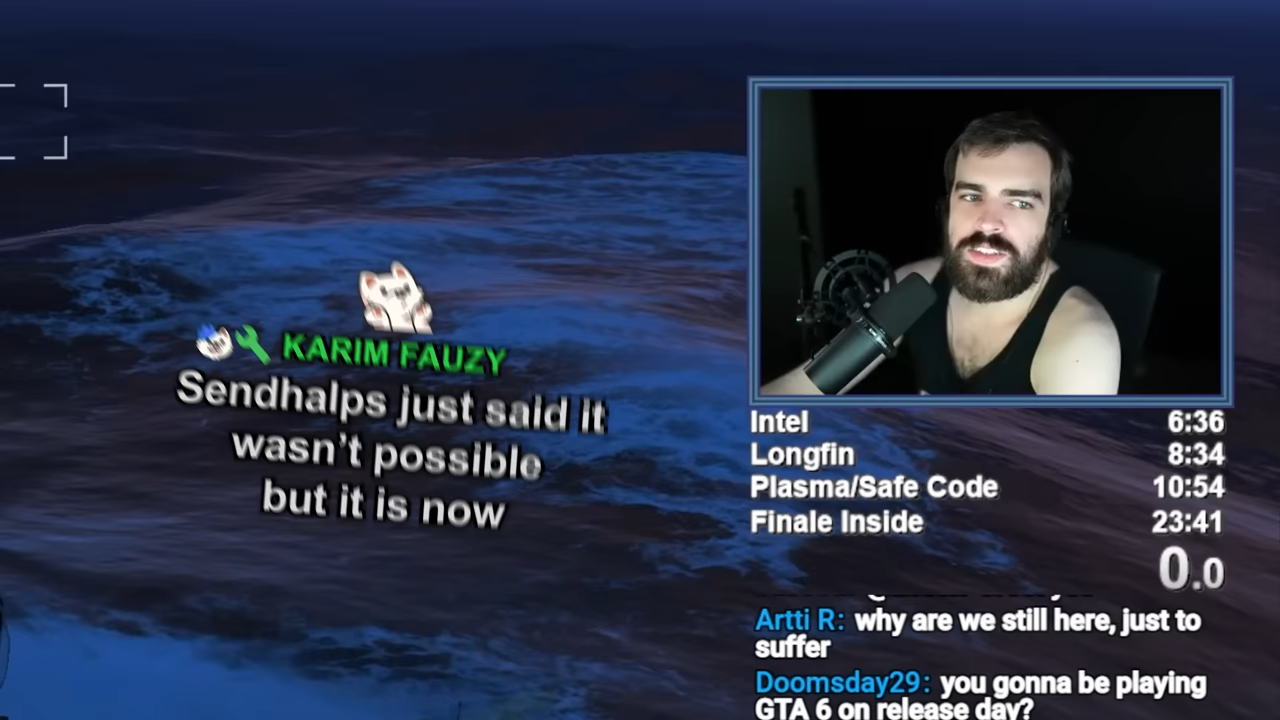 KARIM FAUZY
Sendhalps just said it
wasn't possible
but it is now
Intel 6:36
Longfin 8:34
Plasma/Safe Code 10:54
Finale Inside 23:41
0.0
Artti R: why are we still here, just to
suffer
Doomsday29: you gonna be playing
GTA 6 on release day?